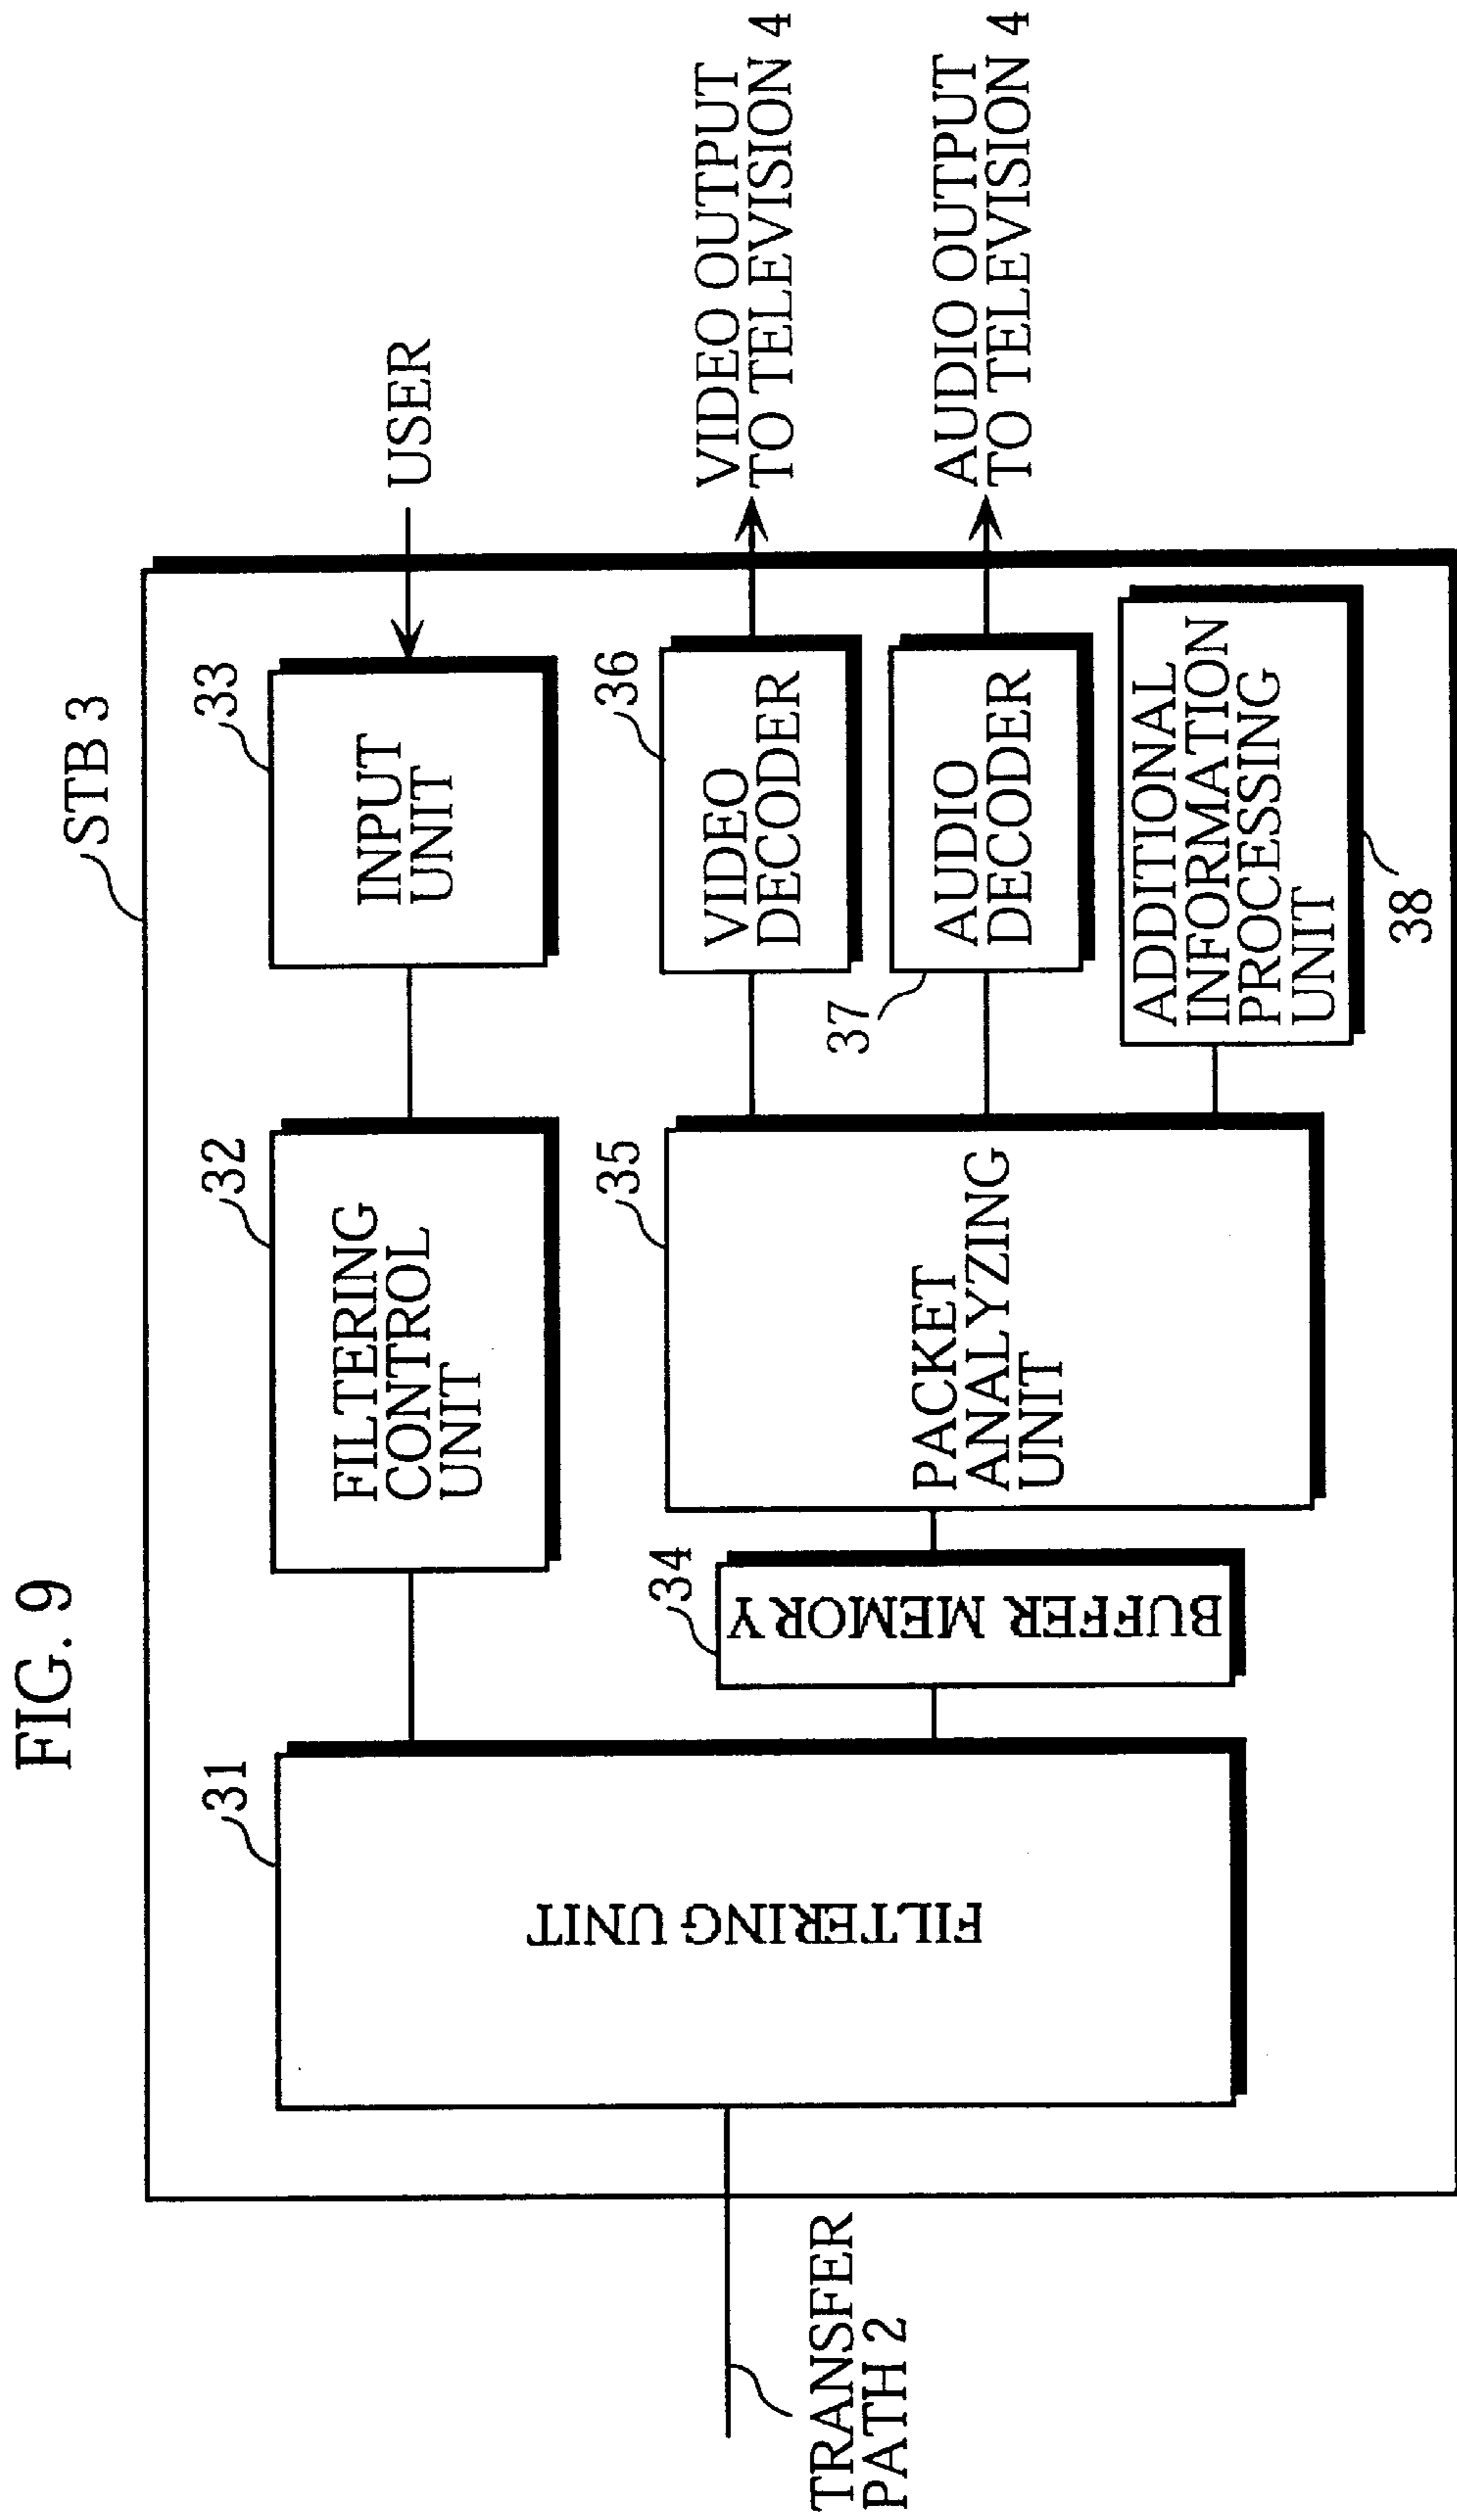 FIG. 9
STB 3
TRANSFER
PATH 2
31
FILTERING UNIT
32
FILTERING
CONTROL
UNIT
33
INPUT
UNIT
USER
34
BUFFER MEMORY
35
PACKET
ANALYZING
UNIT
36
VIDEO
DECODER
VIDEO OUTPUT
TO TELEVISION 4
37
AUDIO
DECODER
AUDIO OUTPUT
TO TELEVISION 4
ADDITIONAL
INFORMATION
PROCESSING
UNIT
38